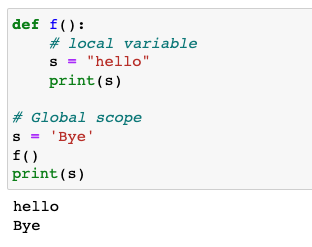 def f():
    # local variable
    s = "hello"
    print(s)

# Global scope
s = 'Bye'
f()
print(s)
hello
Bye